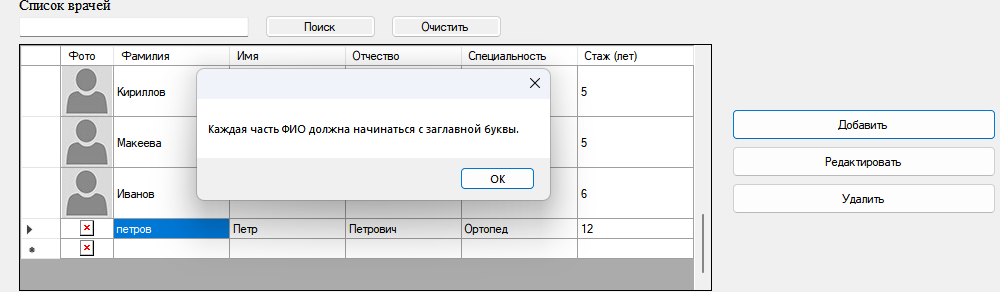 Список врачей
Поиск
Очистить
Фото Фамилия Имя Отчество Специальность Стаж (лет)
Кириллов 5
Каждая часть ФИО должна начинаться с заглавной буквы.
Макеева 5
OK
Иванов 6
петров Петр Петрович Ортопед 12
Добавить
Редактировать
Удалить